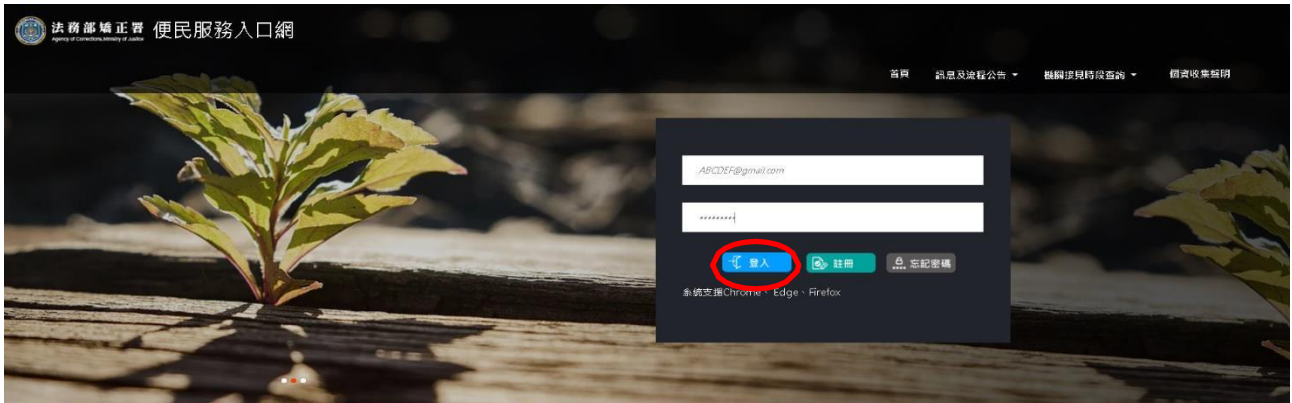 法務部矯正署 便民服務入口網
Agency of Corrections,Ministry of Justice
首頁 訊息及流程公告 機關接見時段查詢 個資收集聲明
ABCDEF@gmail.com
*********
登入 註冊 忘記密碼
系統支援Chrome、Edge、Firefox